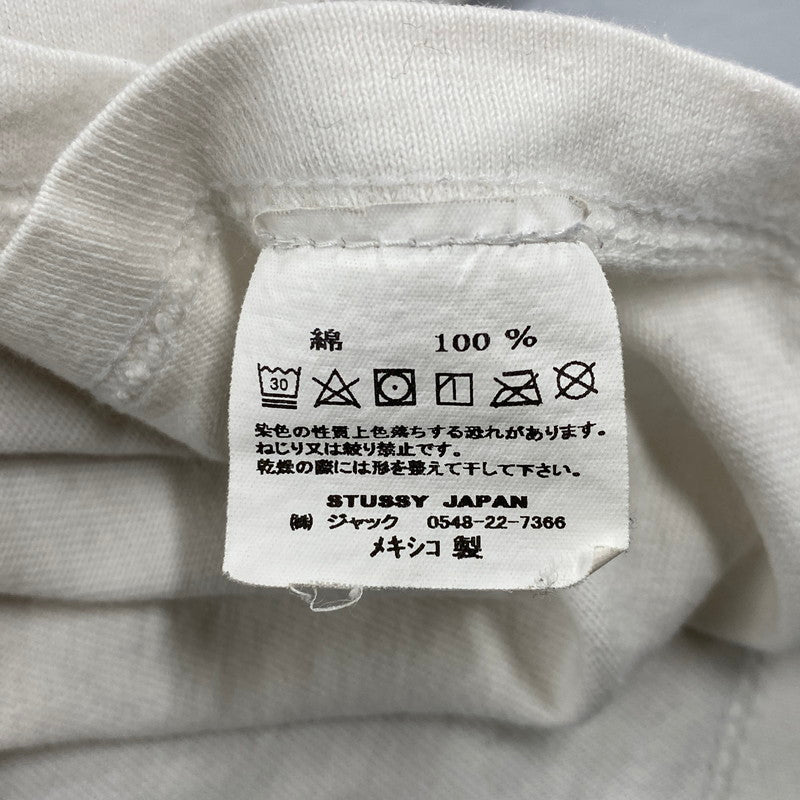 綿 100 %
30
染色の性質上色落ちする恐れがあります。
ねじり又は絞り禁止です。
乾燥の際には形を整えて干して下さい。
STUSSY JAPAN
㈱ ジャック 0548-22-7366
メキシコ 製